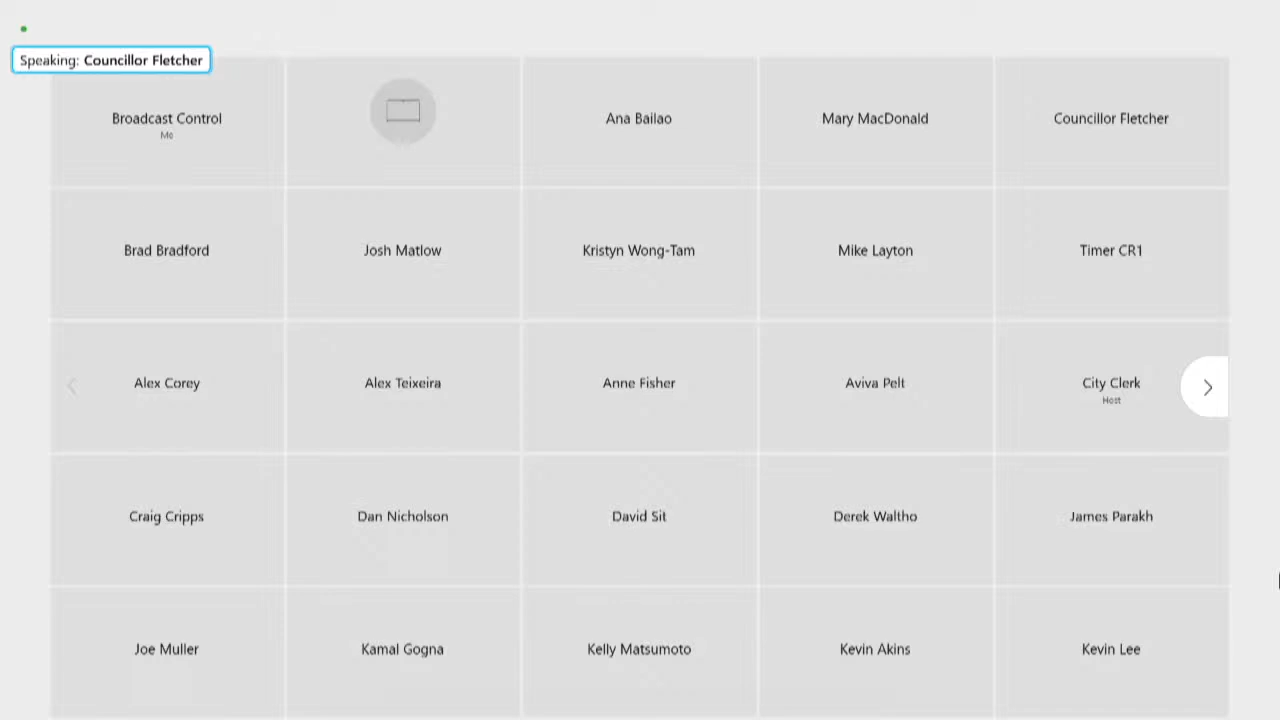 Speaking: Councillor Fletcher
Broadcast Control
Me
Ana Bailao
Mary MacDonald
Councillor Fletcher
Brad Bradford
Josh Matlow
Kristyn Wong-Tam
Mike Layton
Timer CR1
Alex Corey
Alex Teixeira
Anne Fisher
Aviva Pelt
City Clerk
Host
Craig Cripps
Dan Nicholson
David Sit
Derek Waltho
James Parakh
Joe Muller
Kamal Gogna
Kelly Matsumoto
Kevin Akins
Kevin Lee